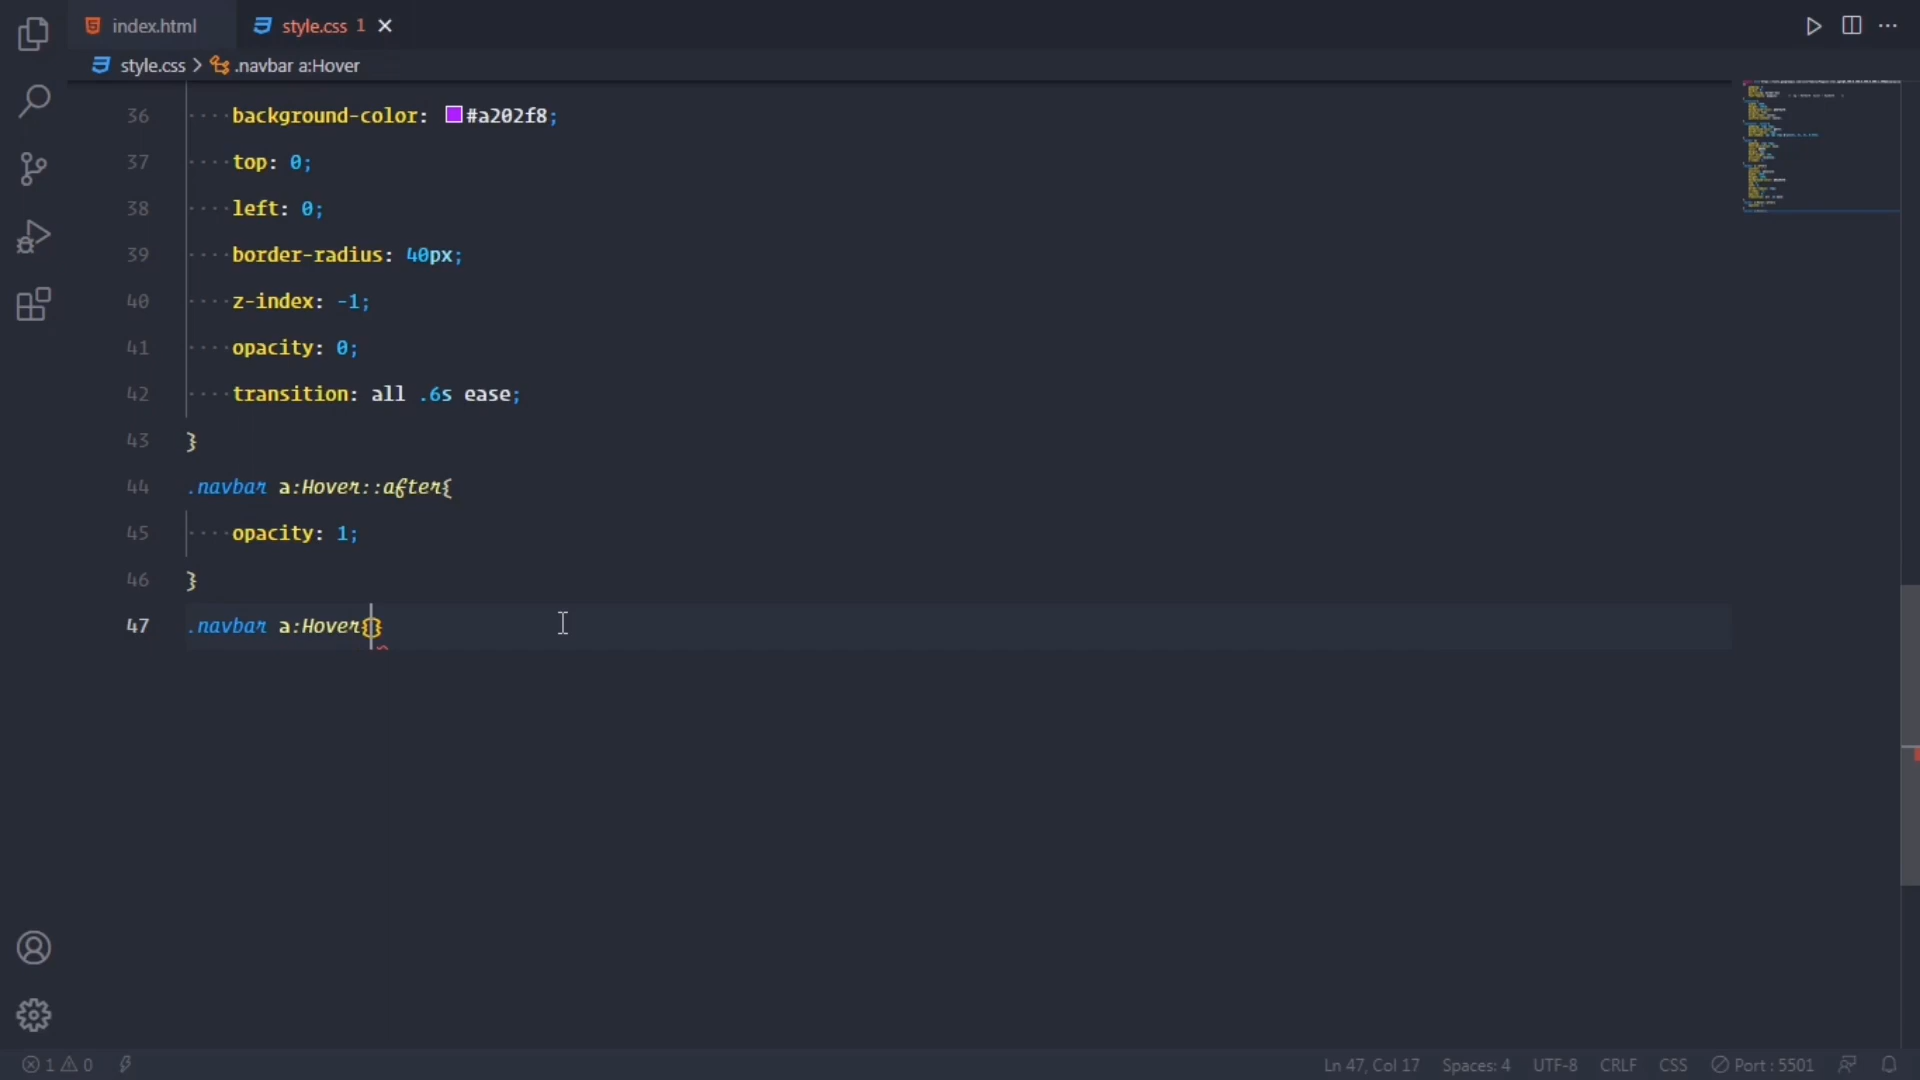 index.html
style.css 1
style.css > .navbar a:Hover
36 ····background-color: #a202f8;
37 ····top: 0;
38 ····left: 0;
39 ····border-radius: 40px;
40 ····z-index: -1;
41 ····opacity: 0;
42 ····transition: all .6s ease;
43 }
44 .navbar a:Hover::after{
45 ····opacity: 1;
46 }
47 .navbar a:Hover{}
1 0 Ln 47, Col 17 Spaces: 4 UTF-8 CRLF CSS Port : 5501